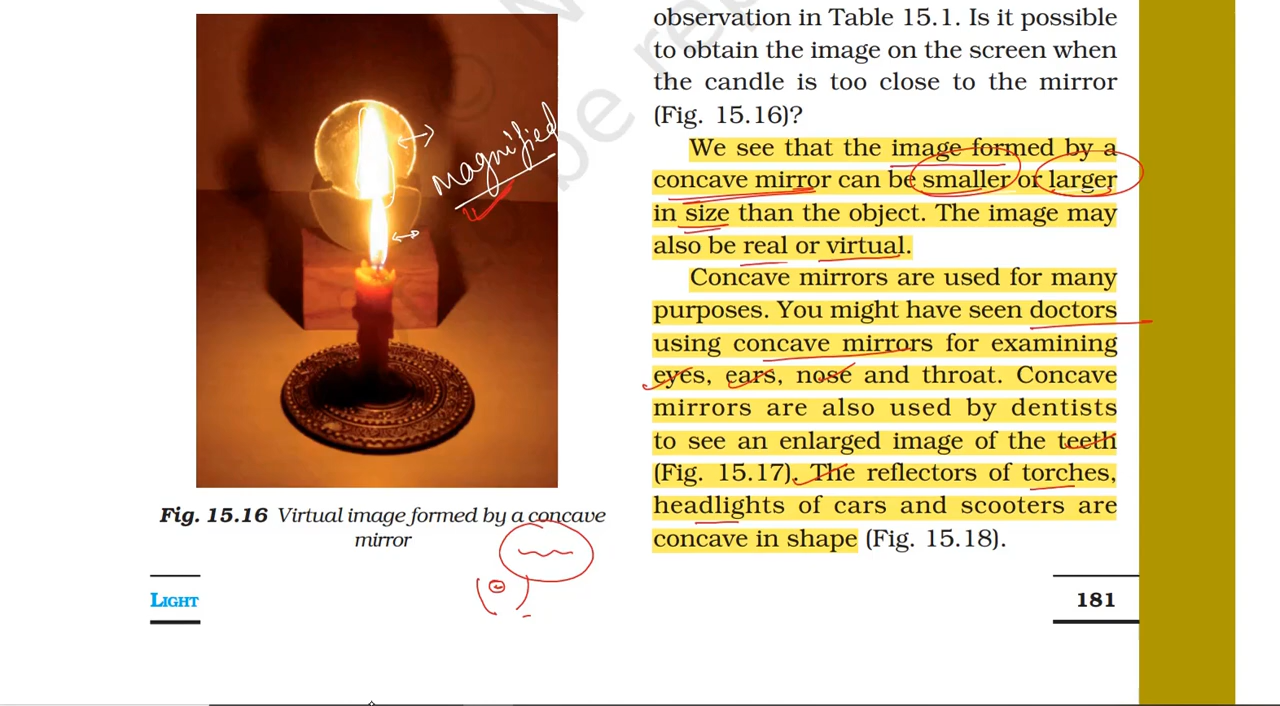 Magnified
Fig. 15.16 Virtual image formed by a concave
mirror
LIGHT
observation in Table 15.1. Is it possible
to obtain the image on the screen when
the candle is too close to the mirror
(Fig. 15.16)?
We see that the image formed by a
concave mirror can be smaller or larger
in size than the object. The image may
also be real or virtual.
Concave mirrors are used for many
purposes. You might have seen doctors
using concave mirrors for examining
eyes, ears, nose and throat. Concave
mirrors are also used by dentists
to see an enlarged image of the teeth
(Fig. 15.17). The reflectors of torches,
headlights of cars and scooters are
concave in shape (Fig. 15.18).
181